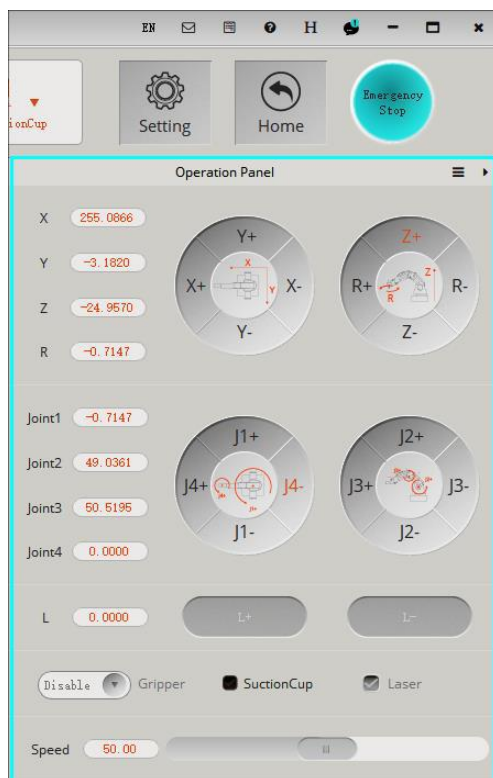 EN H
ionCup
Setting
Home
Emergency
Stop
Operation Panel
X 255.0866
Y -3.1820
Z -24.9570
R -0.7147
Y+
X+
X
Y
X-
Y-
Z+
R+
Z
R
R-
Z-
Joint1 -0.7147
Joint2 49.0361
Joint3 50.5195
Joint4 0.0000
J1+
J4+
J4-
J1-
J2+
J3+
J3-
J2-
L 0.0000
L+
L-
Disable Gripper SuctionCup Laser
Speed 50.00